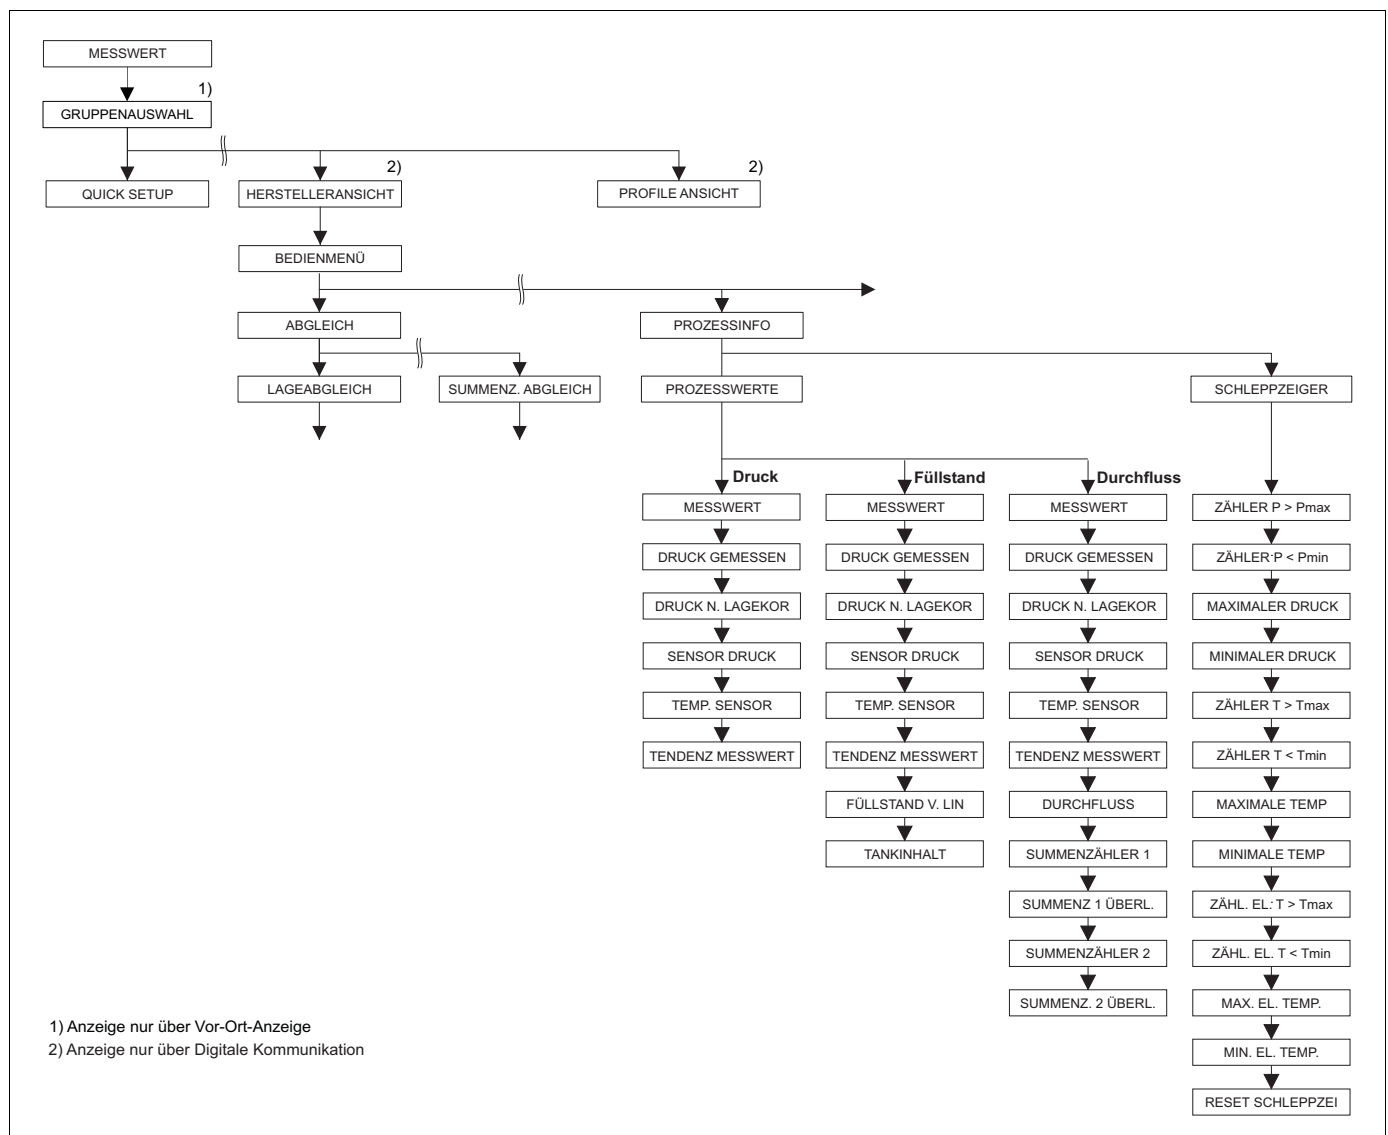 MESSWERT
1)
GRUPPENAUSWAHL
2)
2)
QUICK SETUP
HERSTELLERANSICHT
PROFILE ANSICHT
BEDIENMENÜ
ABGLEICH
PROZESSINFO
LAGEABGLEICH
SUMMENZ. ABGLEICH
PROZESSWERTE
SCHLEPPZEIGER
Druck
Füllstand
Durchfluss
MESSWERT
MESSWERT
MESSWERT
ZÄHLER P > Pmax
DRUCK GEMESSEN
DRUCK GEMESSEN
DRUCK GEMESSEN
ZÄHLER P < Pmin
DRUCK N. LAGEKOR
DRUCK N. LAGEKOR
DRUCK N. LAGEKOR
MAXIMALER DRUCK
SENSOR DRUCK
SENSOR DRUCK
SENSOR DRUCK
MINIMALER DRUCK
TEMP. SENSOR
TEMP. SENSOR
TEMP. SENSOR
ZÄHLER T > Tmax
TENDENZ MESSWERT
TENDENZ MESSWERT
TENDENZ MESSWERT
ZÄHLER T < Tmin
FÜLLSTAND V. LIN
DURCHFLUSS
MAXIMALE TEMP
TANKINHALT
SUMMENZÄHLER 1
MINIMALE TEMP
SUMMENZ 1 ÜBERL.
ZÄHL. EL. T > Tmax
SUMMENZÄHLER 2
ZÄHL. EL. T < Tmin
SUMMENZ. 2 ÜBERL.
MAX. EL. TEMP.
1) Anzeige nur über Vor-Ort-Anzeige
2) Anzeige nur über Digitale Kommunikation
MIN. EL. TEMP.
RESET SCHLEPPZEI